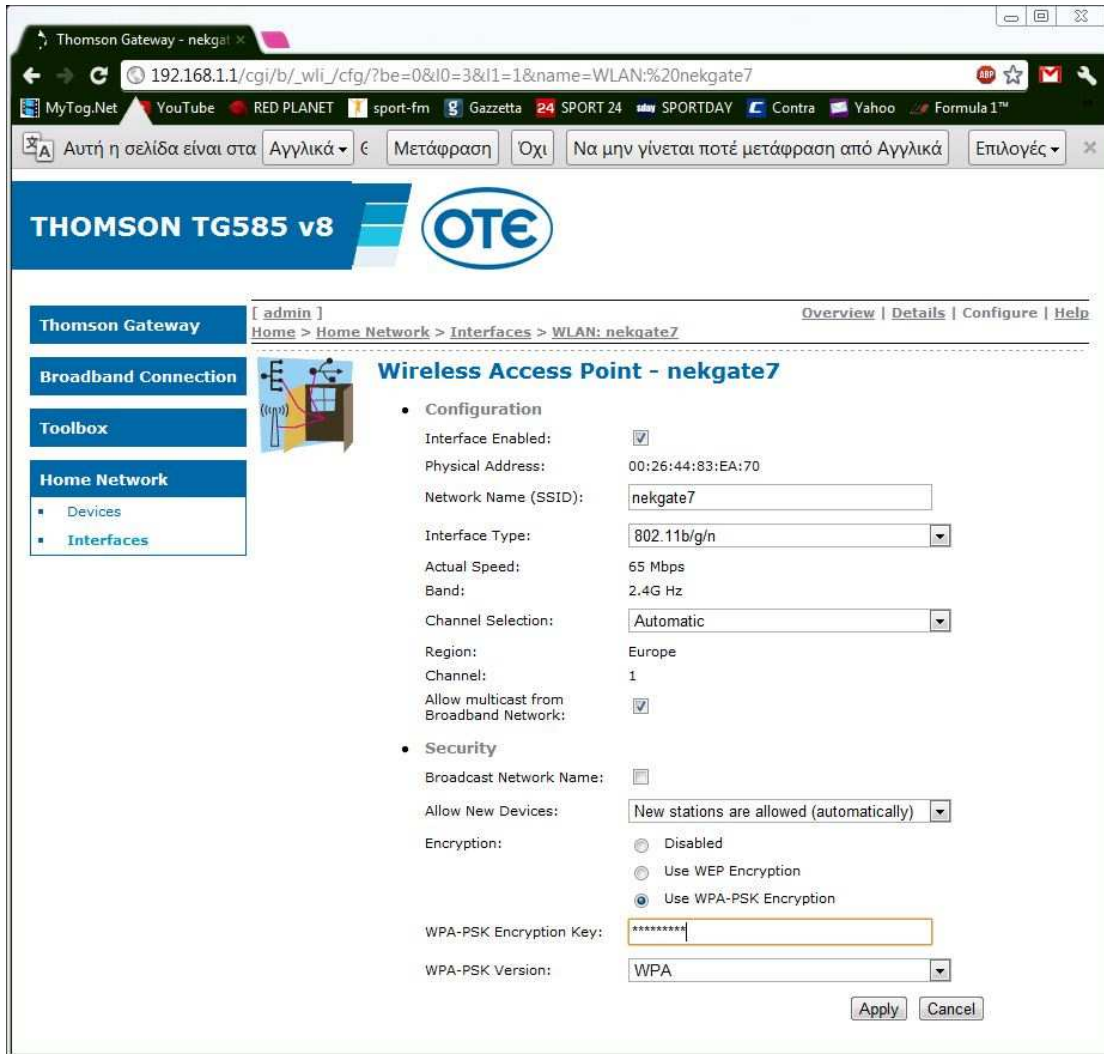 Thomson Gateway - nekgat
192.168.1.1/cgi/b/_wli_/cfg/?be=0&l0=3&l1=1&name=WLAN:%20nekgate7
ABP
MyTog.Net YouTube RED PLANET sport-fm g Gazzetta 24 SPORT 24 SPORTDAY C Contra Yahoo Formula 1™
Αυτή η σελίδα είναι στα Αγγλικά Μετάφραση Όχι Να μην γίνεται ποτέ μετάφραση από Αγγλικά Επιλογές
THOMSON TG585 v8
OTE
[ admin ] Overview | Details | Configure | Help
Home > Home Network > Interfaces > WLAN: nekgate7
Thomson Gateway
Broadband Connection
Toolbox
Home Network
Devices
Interfaces
Wireless Access Point - nekgate7
Configuration
Interface Enabled:
Physical Address: 00:26:44:83:EA:70
Network Name (SSID): nekgate7
Interface Type: 802.11b/g/n
Actual Speed: 65 Mbps
Band: 2.4G Hz
Channel Selection: Automatic
Region: Europe
Channel: 1
Allow multicast from
Broadband Network:
Security
Broadcast Network Name:
Allow New Devices: New stations are allowed (automatically)
Encryption: Disabled
Use WEP Encryption
Use WPA-PSK Encryption
WPA-PSK Encryption Key: *********
WPA-PSK Version: WPA
Apply Cancel